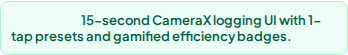 15-second CameraX logging UI with 1-
tap presets and gamified efficiency badges.